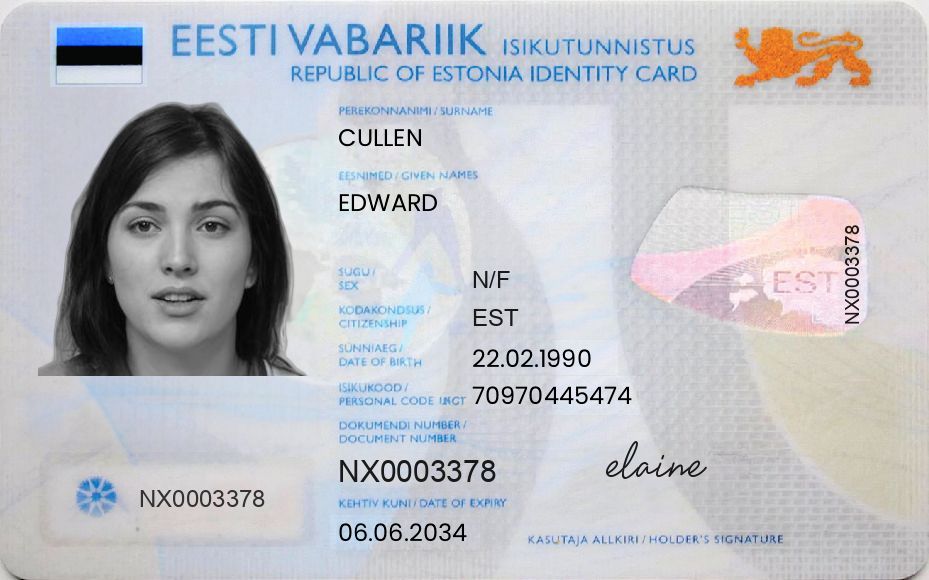 EESTI VABARIIK ISIKUTUNNISTUS
REPUBLIC OF ESTONIA IDENTITY CARD
PEREKONNANIMI / SURNAME
CULLEN
EESNIMED / GIVEN NAMES
EDWARD
SUGU / SEX
N/F
KODAKONDSUS / CITIZENSHIP
EST
SÜNNIAEG / DATE OF BIRTH
22.02.1990
ISIKUKOOD / PERSONAL CODE
70970445474
DOKUMENDI NUMBER / DOCUMENT NUMBER
NX0003378
KEHTIV KUNI / DATE OF EXPIRY
06.06.2034
NX0003378
EST
NX0003378
elaine
KASUTAJA ALLKIRI / HOLDER'S SIGNATURE